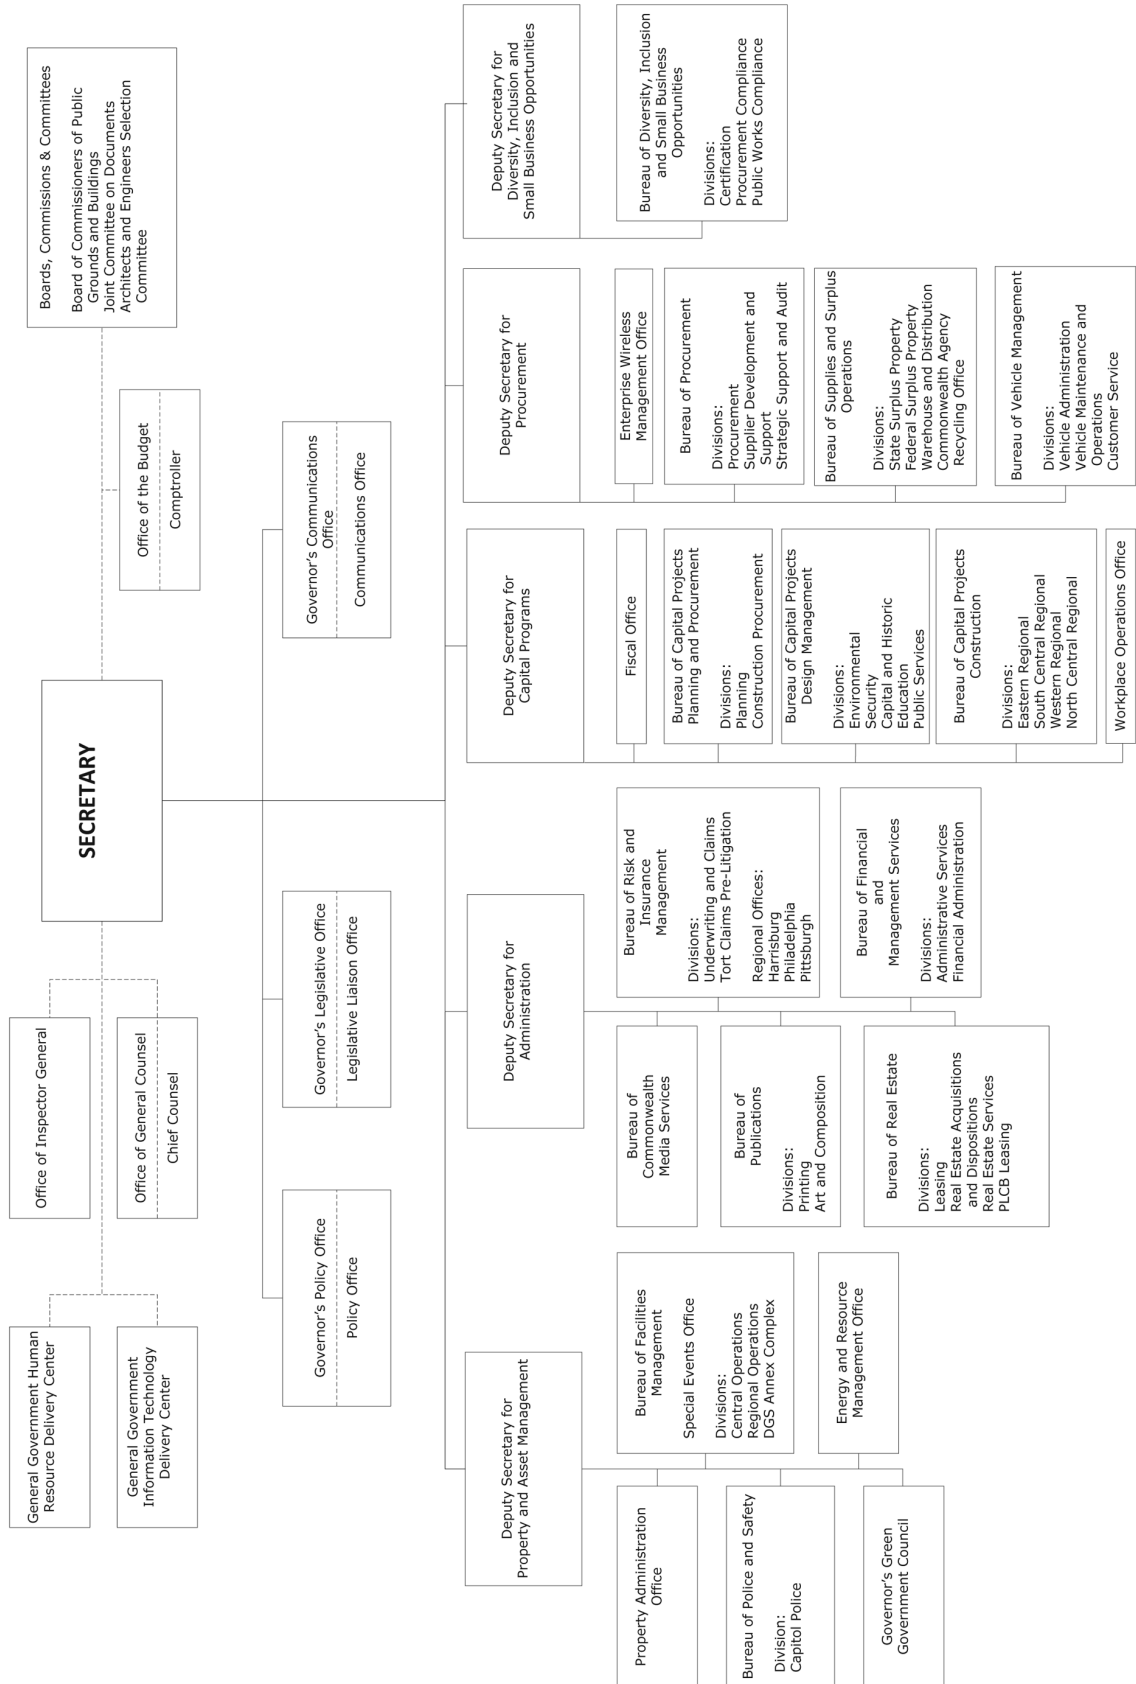 SECRETARY
General Government Human
Resource Delivery Center
General Government
Information Technology
Delivery Center
Office of Inspector General
Office of General Counsel
Chief Counsel
Office of the Budget
Comptroller
Boards, Commissions & Committees
Board of Commissioners of Public
Grounds and Buildings
Joint Committee on Documents
Architects and Engineers Selection
Committee
Governor's Policy Office
Policy Office
Governor's Legislative Office
Legislative Liaison Office
Governor's Communications
Office
Communications Office
Deputy Secretary for
Property and Asset Management
Property Administration
Office
Bureau of Police and Safety
Division:
Capitol Police
Governor's Green
Government Council
Bureau of Facilities
Management
Special Events Office
Divisions:
Central Operations
Regional Operations
DGS Annex Complex
Energy and Resource
Management Office
Deputy Secretary for
Administration
Bureau of
Commonwealth
Media Services
Bureau of
Publications
Divisions:
Printing
Art and Composition
Bureau of Real Estate
Divisions:
Leasing
Real Estate Acquisitions
and Dispositions
Real Estate Services
PLCB Leasing
Bureau of Risk and
Insurance
Management
Divisions:
Underwriting and Claims
Tort Claims Pre-Litigation
Regional Offices:
Harrisburg
Philadelphia
Pittsburgh
Bureau of Financial
and
Management Services
Divisions:
Administrative Services
Financial Administration
Deputy Secretary for
Capital Programs
Fiscal Office
Bureau of Capital Projects
Planning and Procurement
Divisions:
Planning
Construction Procurement
Bureau of Capital Projects
Design Management
Divisions:
Environmental
Security
Capital and Historic
Education
Public Services
Bureau of Capital Projects
Construction
Divisions:
Eastern Regional
South Central Regional
Western Regional
North Central Regional
Workplace Operations Office
Deputy Secretary for
Procurement
Enterprise Wireless
Management Office
Bureau of Procurement
Divisions:
Procurement
Supplier Development and
Support
Strategic Support and Audit
Bureau of Supplies and Surplus
Operations
Divisions:
State Surplus Property
Federal Surplus Property
Warehouse and Distribution
Commonwealth Agency
Recycling Office
Bureau of Vehicle Management
Divisions:
Vehicle Administration
Vehicle Maintenance and
Operations
Customer Service
Deputy Secretary for
Diversity, Inclusion and
Small Business Opportunities
Bureau of Diversity, Inclusion
and Small Business
Opportunities
Divisions:
Certification
Procurement Compliance
Public Works Compliance